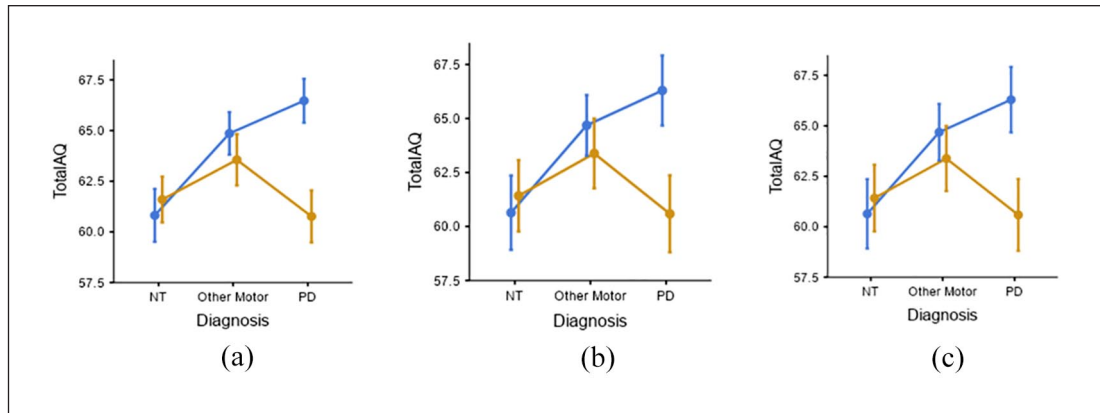 67.5
65.0
62.5
60.0
57.5
TotalAQ
NT Other Motor PD
Diagnosis
(a)
67.5
65.0
62.5
60.0
57.5
TotalAQ
NT Other Motor PD
Diagnosis
(b)
67.5
65.0
62.5
60.0
57.5
TotalAQ
NT Other Motor PD
Diagnosis
(c)